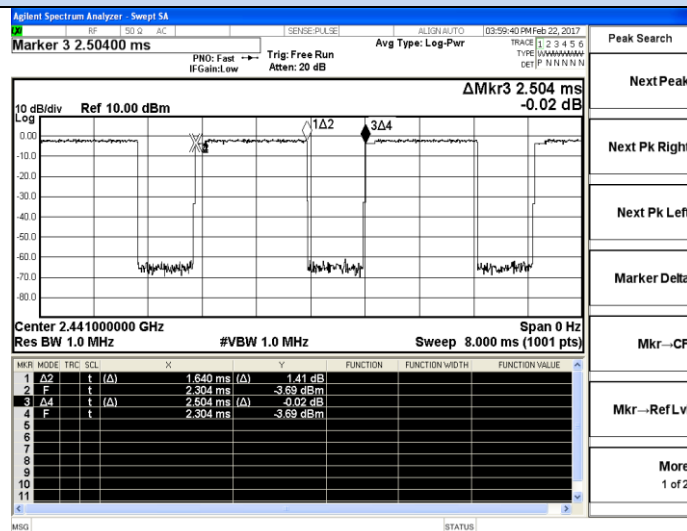 Agilent Spectrum Analyzer - Swept SA
LXI RF 50 Ω AC SENSE:PULSE ALIGN AUTO 03:59:40 PM Feb 22, 2017
Marker 3 2.50400 ms
PNO: Fast
IFGain:Low
Trig: Free Run
Atten: 20 dB
Avg Type: Log-Pwr
TRACE 1 2 3 4 5 6
TYPE
DET P N N N N N
ΔMkr3 2.504 ms
-0.02 dB
10 dB/div Ref 10.00 dBm
Log
1Δ2
3Δ4
0.00
-10.0
-20.0
-30.0
-40.0
-50.0
-60.0
-70.0
-80.0
Center 2.441000000 GHz Span 0 Hz
Res BW 1.0 MHz #VBW 1.0 MHz Sweep 8.000 ms (1001 pts)
MKR MODE TRC SCL X Y FUNCTION FUNCTION WIDTH FUNCTION VALUE
1 Δ2 t (Δ) 1.640 ms (Δ) 1.41 dB
2 F t 2.304 ms -3.69 dBm
3 Δ4 t (Δ) 2.504 ms (Δ) -0.02 dB
4 F t 2.304 ms -3.69 dBm
5
6
7
8
9
10
11
MSG STATUS
Peak Search
Next Peak
Next Pk Right
Next Pk Left
Marker Delta
Mkr→CF
Mkr→Ref Lvl
More
1 of 2